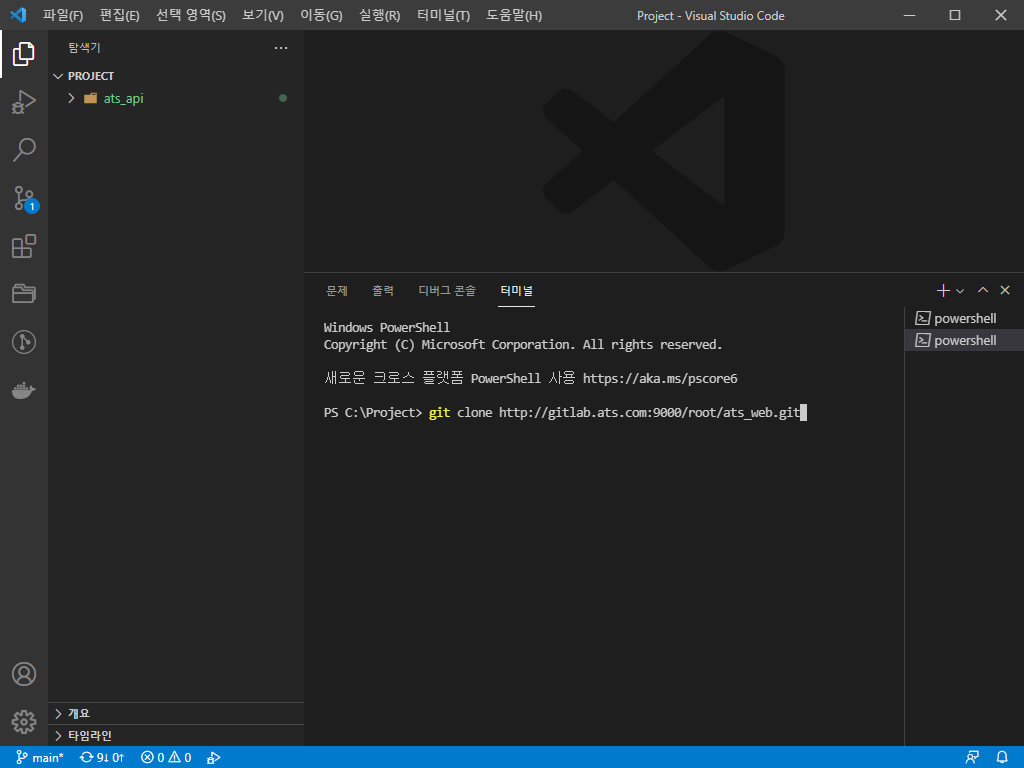 파일(F) 편집(E) 선택 영역(S) 보기(V) 이동(G) 실행(R) 터미널(T) 도움말(H) Project - Visual Studio Code
탐색기
PROJECT
ats_api
1
문제 출력 디버그 콘솔 터미널
Windows PowerShell
Copyright (C) Microsoft Corporation. All rights reserved.
새로운 크로스 플랫폼 PowerShell 사용 https://aka.ms/pscore6
PS C:\Project> git clone http://gitlab.ats.com:9000/root/ats_web.git
powershell
powershell
개요
타임라인
main* 9↓ 0↑ 0 0